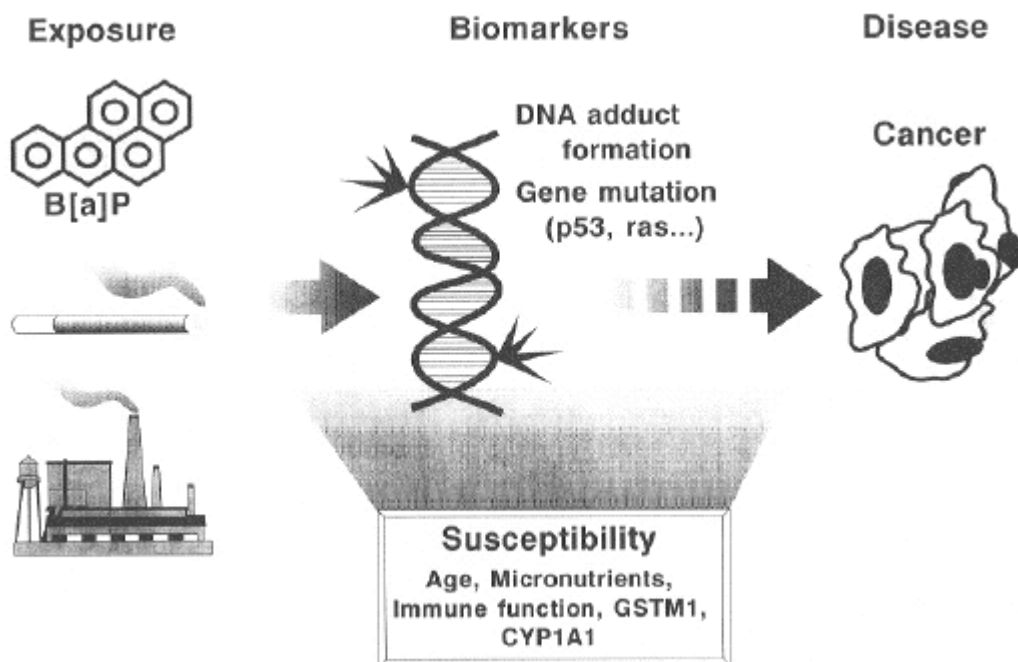 Exposure
Biomarkers
Disease
B[a]P
DNA adduct
formation
Gene mutation
(p53, ras...)
Cancer
Susceptibility
Age, Micronutrients,
Immune function, GSTM1,
CYP1A1